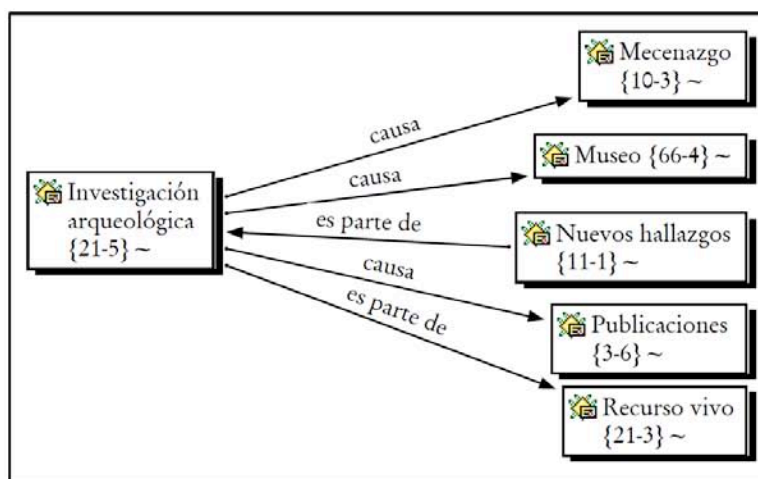 Mecenazgo
{10-3} ~
causa
Museo {66-4} ~
causa
Investigación
arqueológica
{21-5} ~
es parte de
Nuevos hallazgos
{11-1} ~
causa
Publicaciones
{3-6} ~
es parte de
Recurso vivo
{21-3} ~